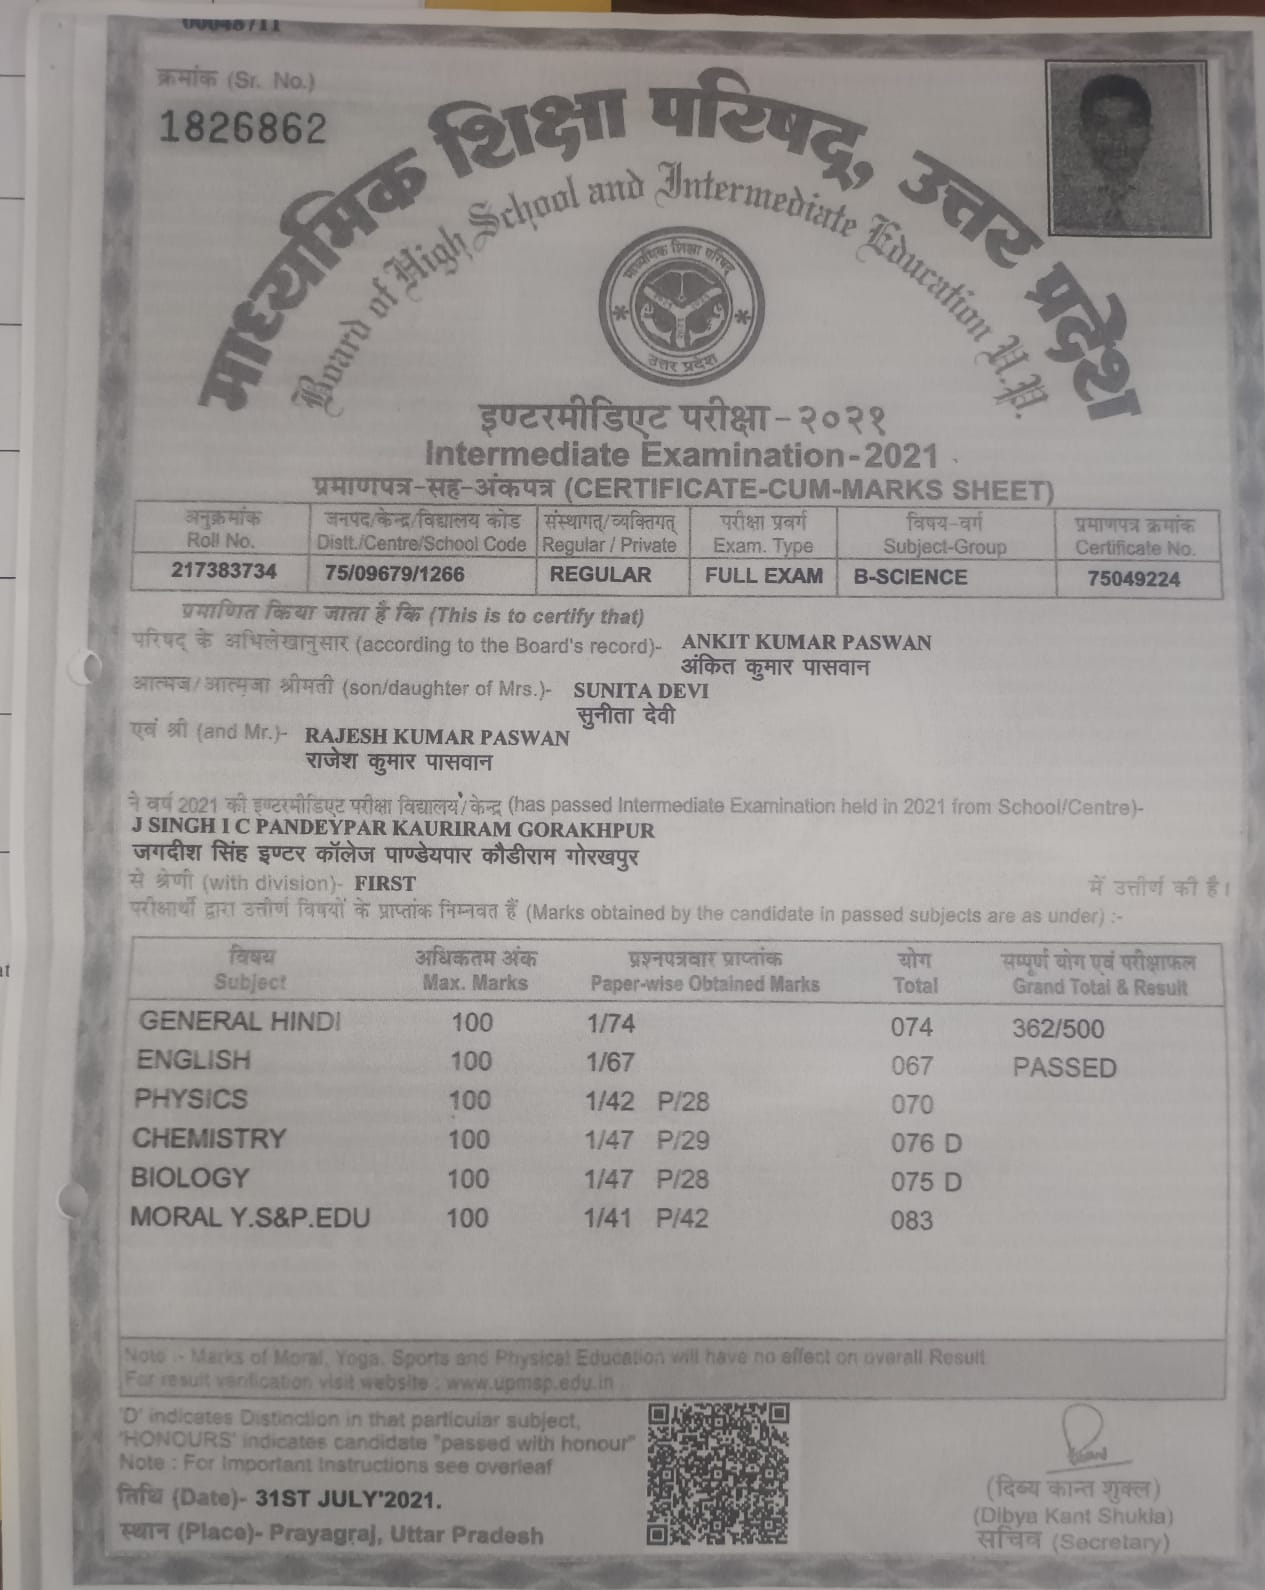 00048711
क्रमांक (Sr. No.)
1826862
माध्यमिक शिक्षा परिषद्, उत्तर प्रदेश
Board of High School and Intermediate Education U.P.
माध्यमिक शिक्षा परिषद
उत्तर प्रदेश
इण्टरमीडिएट परीक्षा-२०२१
Intermediate Examination-2021
प्रमाणपत्र-सह-अंकपत्र (CERTIFICATE-CUM-MARKS SHEET)
अनुक्रमांक जनपद/केन्द्र/विद्यालय कोड संस्थागत/व्यक्तिगत् परीक्षा प्रवर्ग विषय-वर्ग प्रमाणपत्र क्रमांक
Roll No. Distt./Centre/School Code Regular / Private Exam. Type Subject-Group Certificate No.
217383734 75/09679/1266 REGULAR FULL EXAM B-SCIENCE 75049224
प्रमाणित किया जाता है कि (This is to certify that)
परिषद् के अभिलेखानुसार (according to the Board's record)- ANKIT KUMAR PASWAN
अंकित कुमार पासवान
आत्मज/आत्मजा श्रीमती (son/daughter of Mrs.)- SUNITA DEVI
सुनीता देवी
एवं श्री (and Mr.)- RAJESH KUMAR PASWAN
राजेश कुमार पासवान
ने वर्ष 2021 की इण्टरमीडिएट परीक्षा विद्यालय/केन्द्र (has passed Intermediate Examination held in 2021 from School/Centre)-
J SINGH I C PANDEYPAR KAURIRAM GORAKHPUR
जगदीश सिंह इण्टर कॉलेज पाण्डेयपार कौडीराम गोरखपुर
से श्रेणी (with division)- FIRST में उत्तीर्ण की है।
परीक्षार्थी द्वारा उत्तीर्ण विषयों के प्राप्तांक निम्नवत हैं (Marks obtained by the candidate in passed subjects are as under) :-
विषय अधिकतम अंक प्रश्नपत्रवार प्राप्तांक योग सम्पूर्ण योग एवं परीक्षाफल
Subject Max. Marks Paper-wise Obtained Marks Total Grand Total & Result
GENERAL HINDI 100 1/74 074 362/500
ENGLISH 100 1/67 067 PASSED
PHYSICS 100 1/42 P/28 070
CHEMISTRY 100 1/47 P/29 076 D
BIOLOGY 100 1/47 P/28 075 D
MORAL Y.S&P.EDU 100 1/41 P/42 083
Note :- Marks of Moral, Yoga, Sports and Physical Education will have no effect on overall Result
For result verification visit website : www.upmsp.edu.in
'D' indicates Distinction in that particular subject,
'HONOURS' indicates candidate "passed with honour"
Note : For Important Instructions see overleaf
तिथि (Date)- 31ST JULY'2021.
स्थान (Place)- Prayagraj, Uttar Pradesh
(दिव्य कान्त शुक्ल)
(Dibya Kant Shukla)
सचिव (Secretary)